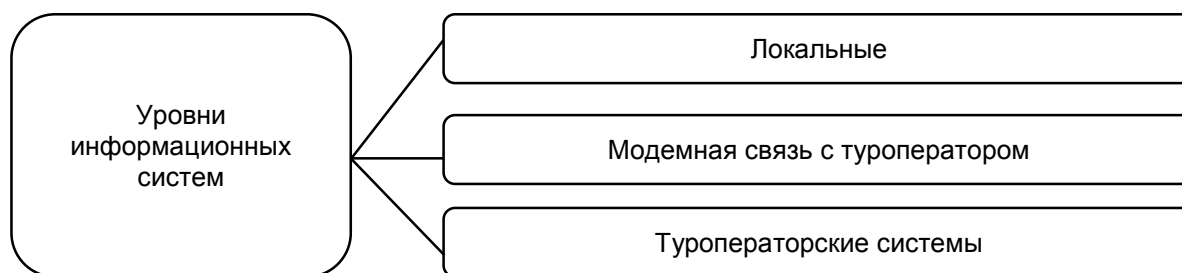 Уровни
информационных
систем
Локальные
Модемная связь с туроператором
Туроператорские системы